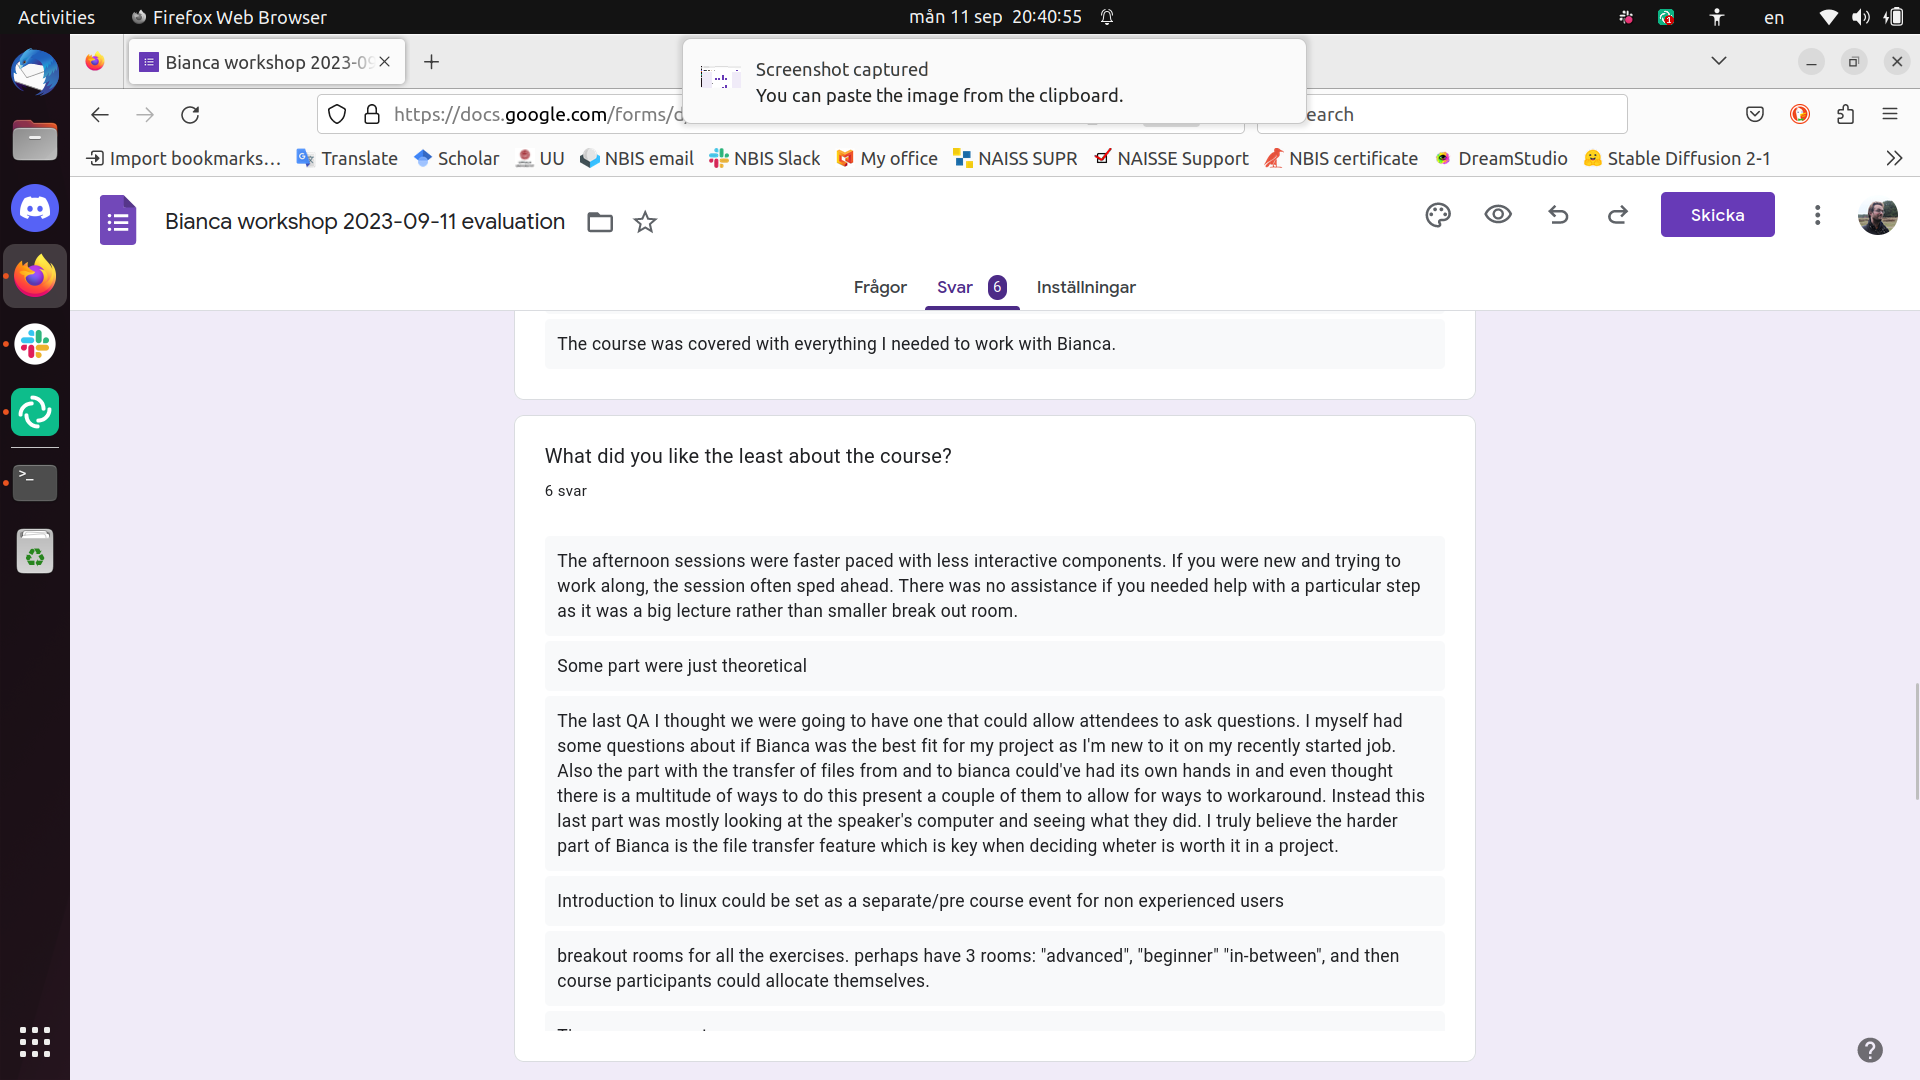 Activities
Firefox Web Browser
mån 11 sep 20:40:55
en
Bianca workshop 2023-09
Screenshot captured
You can paste the image from the clipboard.
https://docs.google.com/forms/d
earch
Import bookmarks…
Translate
Scholar
UU
NBIS email
NBIS Slack
My office
NAISS SUPR
NAISSE Support
NBIS certificate
DreamStudio
Stable Diffusion 2-1
Bianca workshop 2023-09-11 evaluation
Skicka
Frågor
Svar 6
Inställningar
The course was covered with everything I needed to work with Bianca.
What did you like the least about the course?
6 svar
The afternoon sessions were faster paced with less interactive components. If you were new and trying to
work along, the session often sped ahead. There was no assistance if you needed help with a particular step
as it was a big lecture rather than smaller break out room.
Some part were just theoretical
The last QA I thought we were going to have one that could allow attendees to ask questions. I myself had
some questions about if Bianca was the best fit for my project as I'm new to it on my recently started job.
Also the part with the transfer of files from and to bianca could've had its own hands in and even thought
there is a multitude of ways to do this present a couple of them to allow for ways to workaround. Instead this
last part was mostly looking at the speaker's computer and seeing what they did. I truly believe the harder
part of Bianca is the file transfer feature which is key when deciding wheter is worth it in a project.
Introduction to linux could be set as a separate/pre course event for non experienced users
breakout rooms for all the exercises. perhaps have 3 rooms: "advanced", "beginner" "in-between", and then
course participants could allocate themselves.